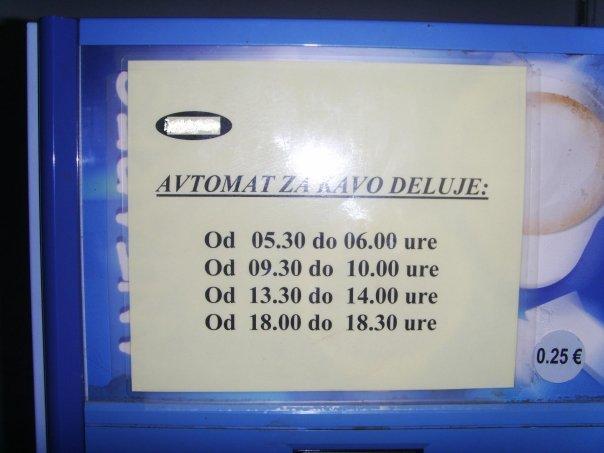 AVTOMAT ZA KAVO DELUJE:
Od 05.30 do 06.00 ure
Od 09.30 do 10.00 ure
Od 13.30 do 14.00 ure
Od 18.00 do 18.30 ure
0.25 €